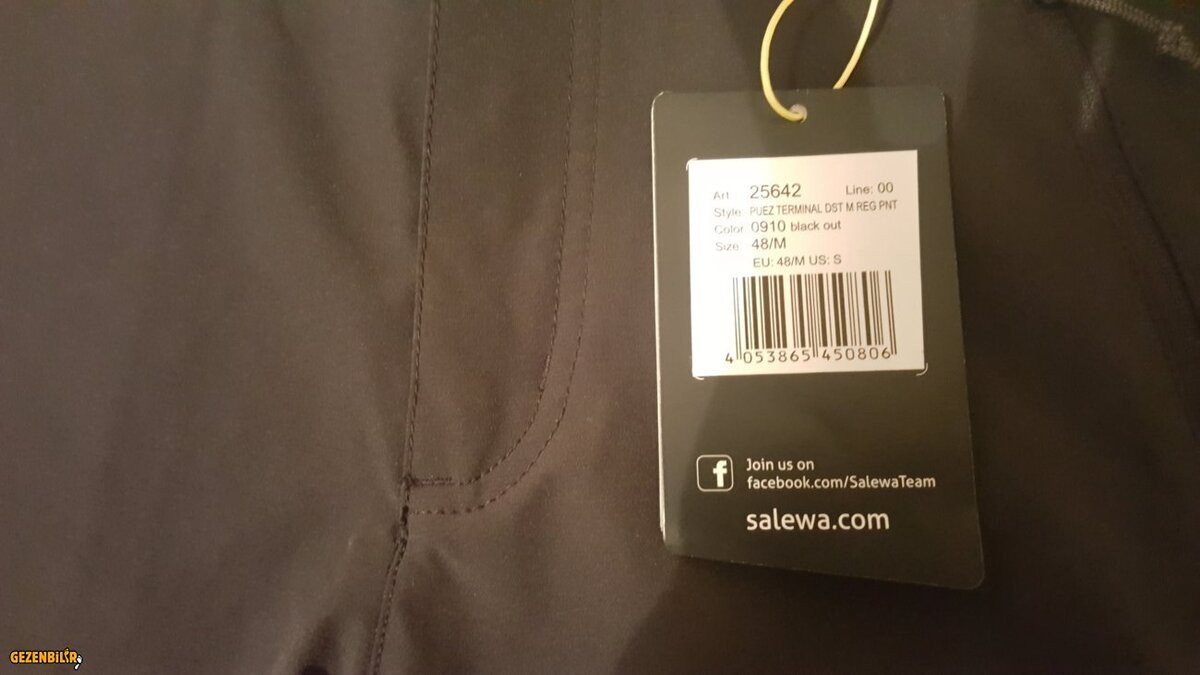 Art: 25642 Line: 00
Style: PUEZ TERMINAL DST M REG PNT
Color: 0910 black out
Size: 48/M
EU: 48/M US: S
4 053865 450806
f Join us on
facebook.com/SalewaTeam
salewa.com
GEZENBiLiR